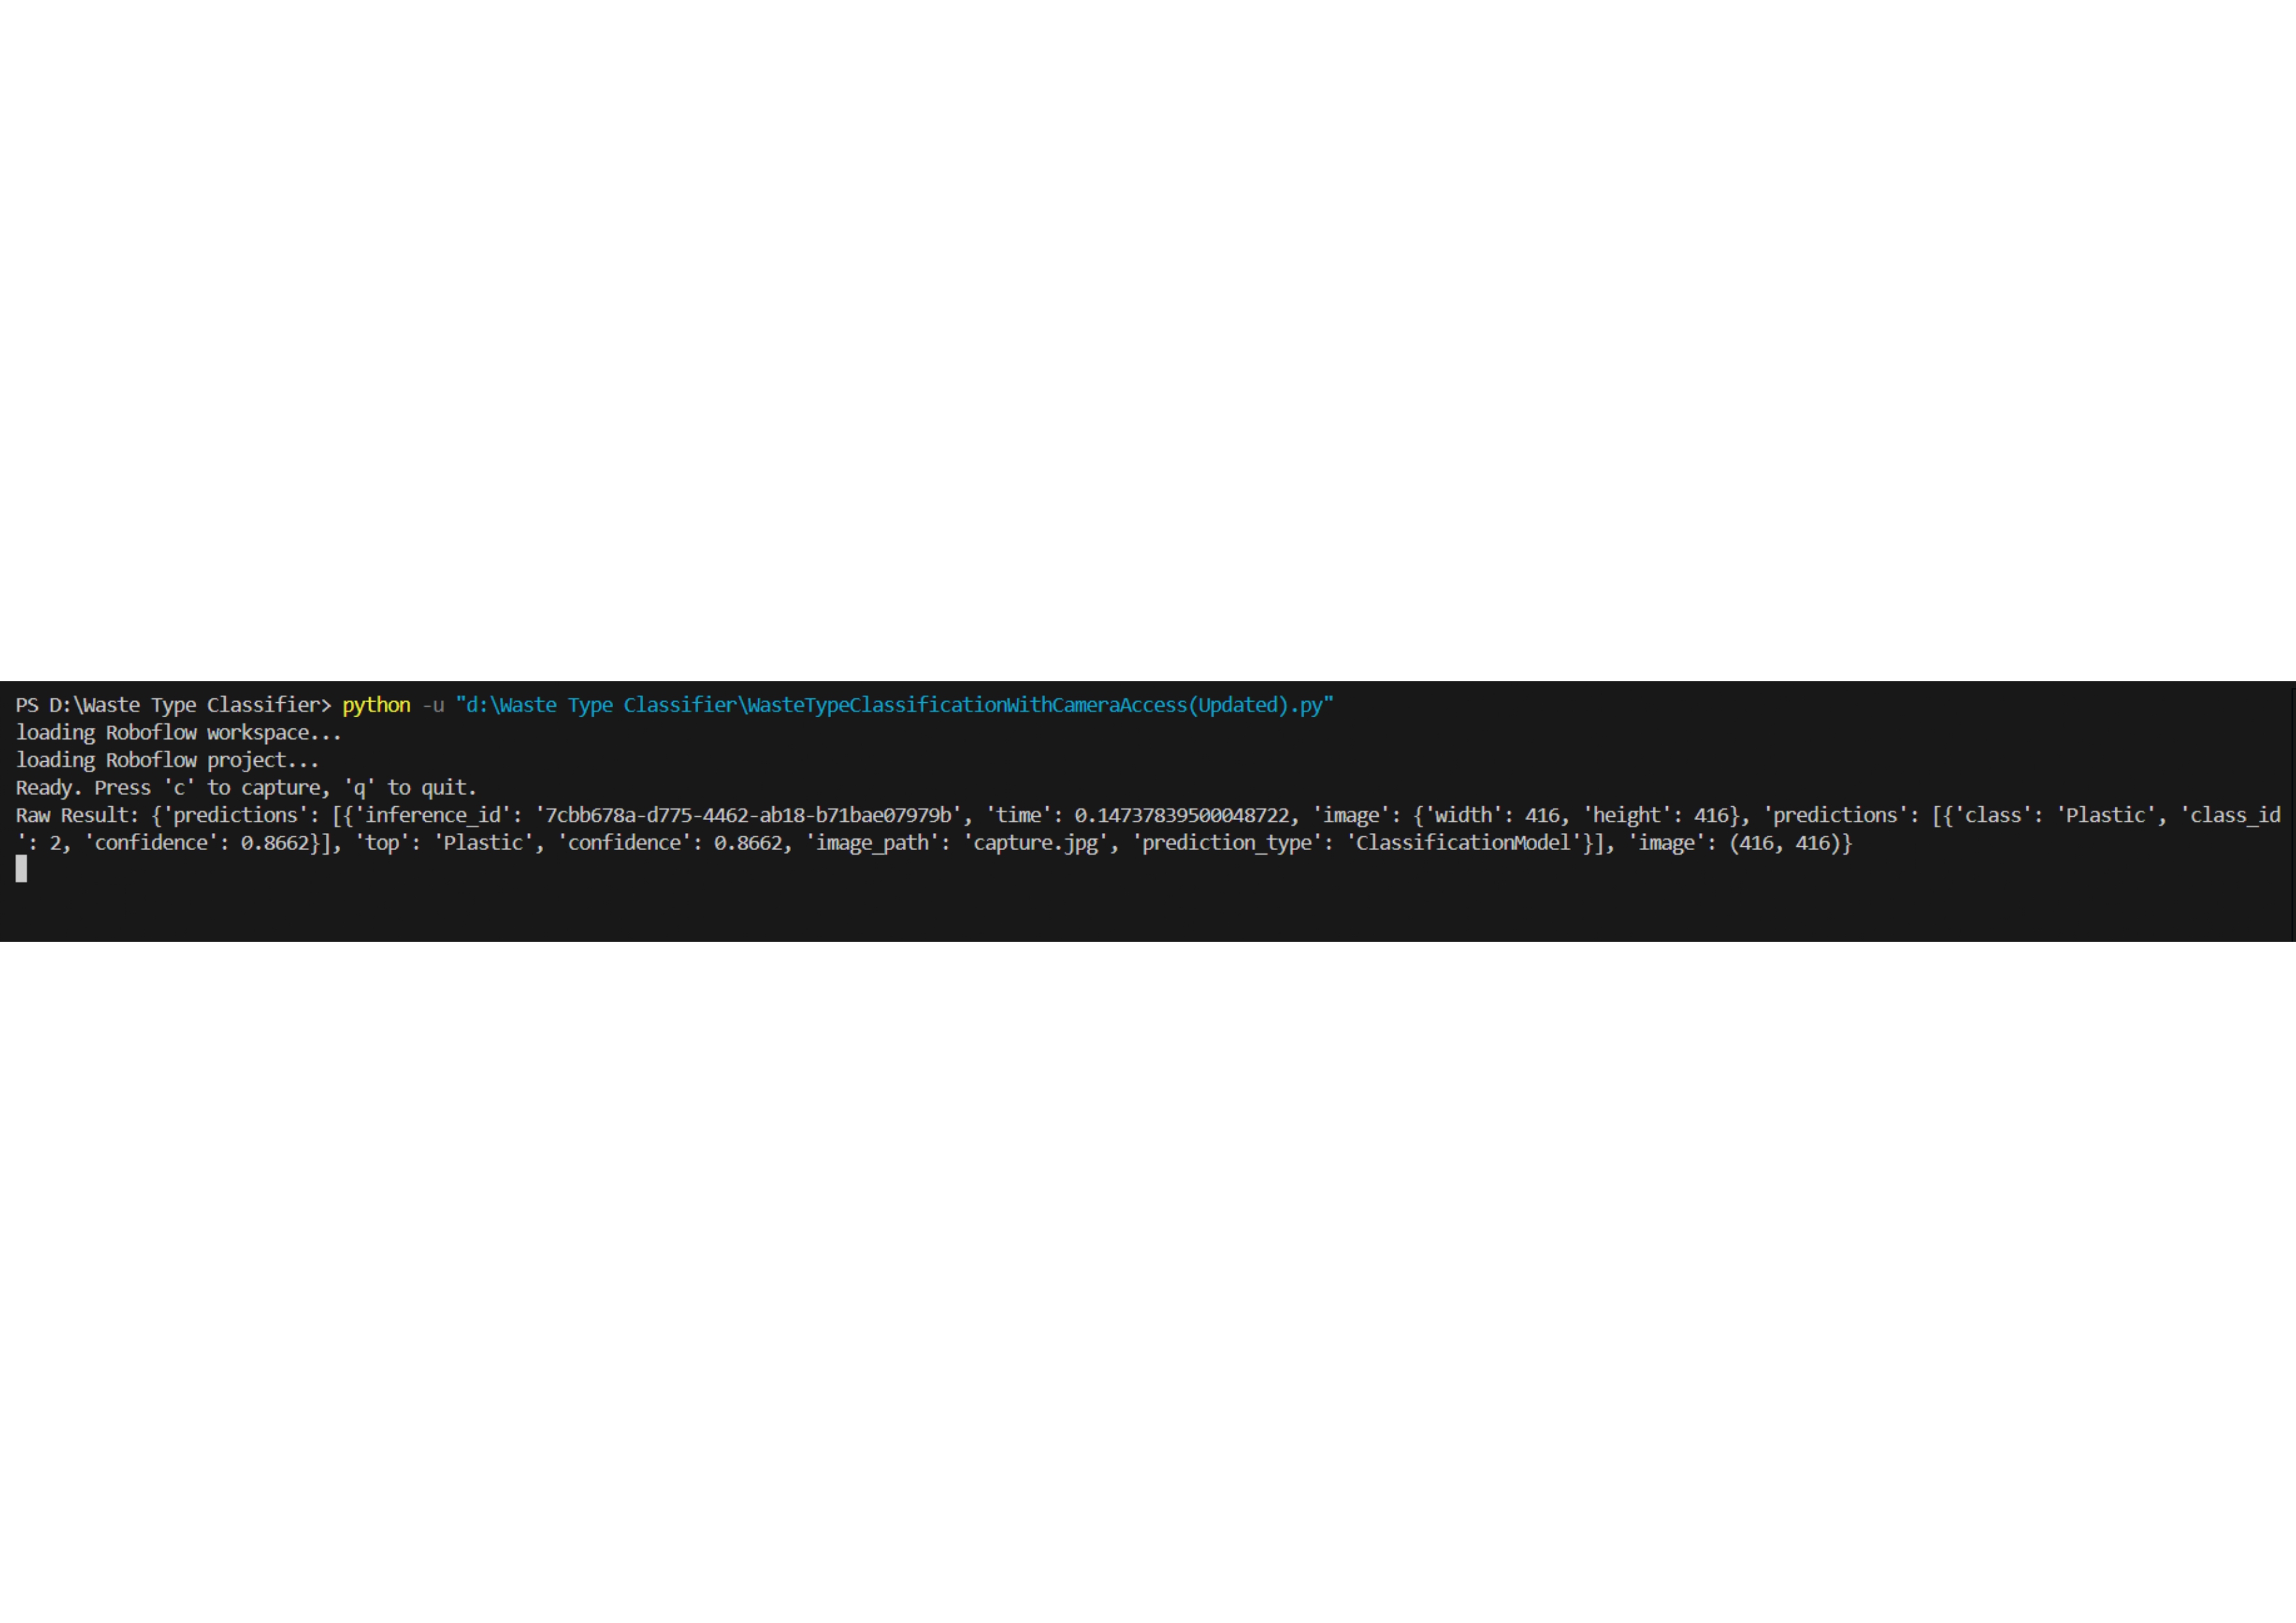 PS D:\Waste Type Classifier> python -u "d:\Waste Type Classifier\WasteTypeClassificationWithCameraAccess(Updated).py"
loading Roboflow workspace...
loading Roboflow project...
Ready. Press 'c' to capture, 'q' to quit.
Raw Result: {'predictions': [{'inference_id': '7cbb678a-d775-4462-ab18-b71bae07979b', 'time': 0.14737839500048722, 'image': {'width': 416, 'height': 416}, 'predictions': [{'class': 'Plastic', 'class_id
': 2, 'confidence': 0.8662}], 'top': 'Plastic', 'confidence': 0.8662, 'image_path': 'capture.jpg', 'prediction_type': 'ClassificationModel'}], 'image': (416, 416)}